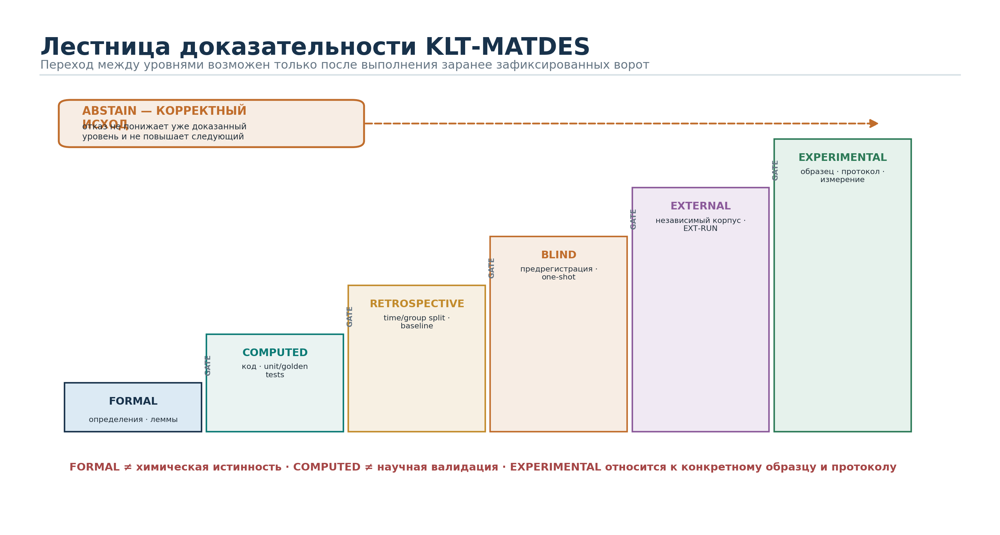 Лестница доказательности KLT-MATDES
Переход между уровнями возможен только после выполнения заранее зафиксированных ворот
ABSTAIN — КОРРЕКТНЫЙ
ИСХОД
отказ не понижает уже доказанный
уровень и не повышает следующий
FORMAL
определения · леммы
GATE
COMPUTED
код · unit/golden
tests
GATE
RETROSPECTIVE
time/group split ·
baseline
GATE
BLIND
предрегистрация ·
one-shot
GATE
EXTERNAL
независимый корпус ·
EXT-RUN
GATE
EXPERIMENTAL
образец · протокол ·
измерение
FORMAL ≠ химическая истинность · COMPUTED ≠ научная валидация · EXPERIMENTAL относится к конкретному образцу и протоколу